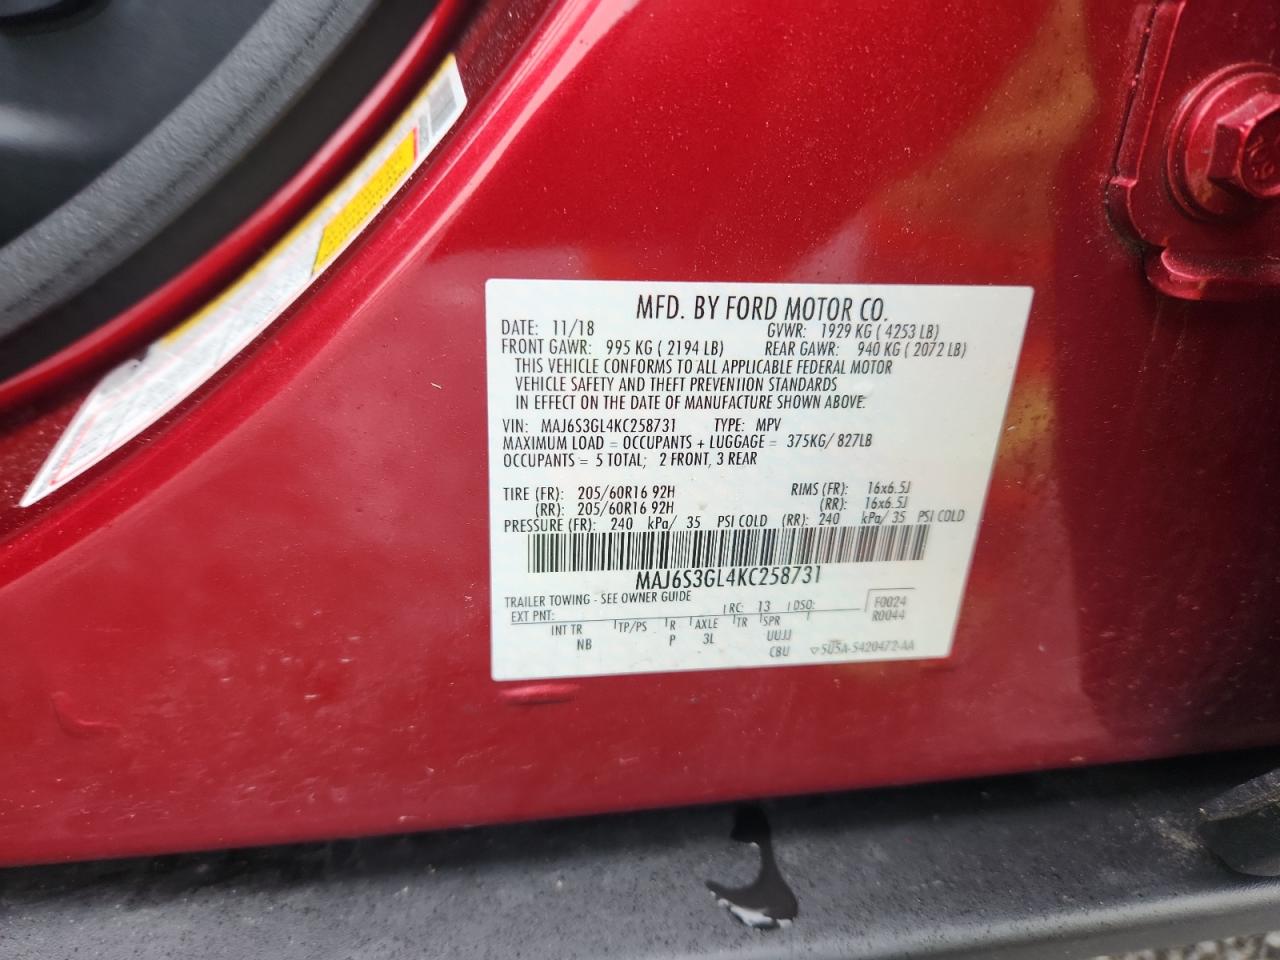 MFD. BY FORD MOTOR CO.
DATE: 11/18 GVWR: 1929 KG ( 4253 LB)
FRONT GAWR: 995 KG ( 2194 LB) REAR GAWR: 940 KG ( 2072 LB)
THIS VEHICLE CONFORMS TO ALL APPLICABLE FEDERAL MOTOR
VEHICLE SAFETY AND THEFT PREVENTION STANDARDS
IN EFFECT ON THE DATE OF MANUFACTURE SHOWN ABOVE.
VIN: MAJ6S3GL4KC258731 TYPE: MPV
MAXIMUM LOAD = OCCUPANTS + LUGGAGE = 375KG/ 827LB
OCCUPANTS = 5 TOTAL; 2 FRONT, 3 REAR
TIRE (FR): 205/60R16 92H RIMS (FR): 16x6.5J
(RR): 205/60R16 92H (RR): 16x6.5J
PRESSURE (FR): 240 kPa/ 35 PSI COLD (RR): 240 kPa/ 35 PSI COLD
MAJ6S3GL4KC258731
TRAILER TOWING - SEE OWNER GUIDE
EXT PNT: RC: 13 DSO: F0024
R0044
INT TR TP/PS R AXLE TR SPR
NB P 3L UUJJ
CBU 5U5A-5420472-AA